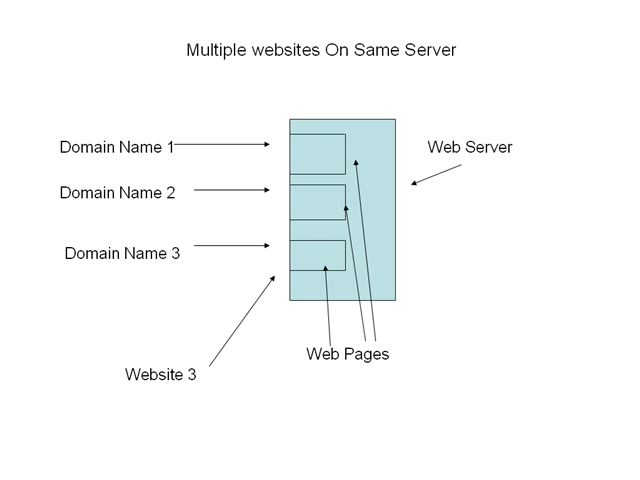 Multiple websites On Same Server
Domain Name 1
Web Server
Domain Name 2
Domain Name 3
Web Pages
Website 3